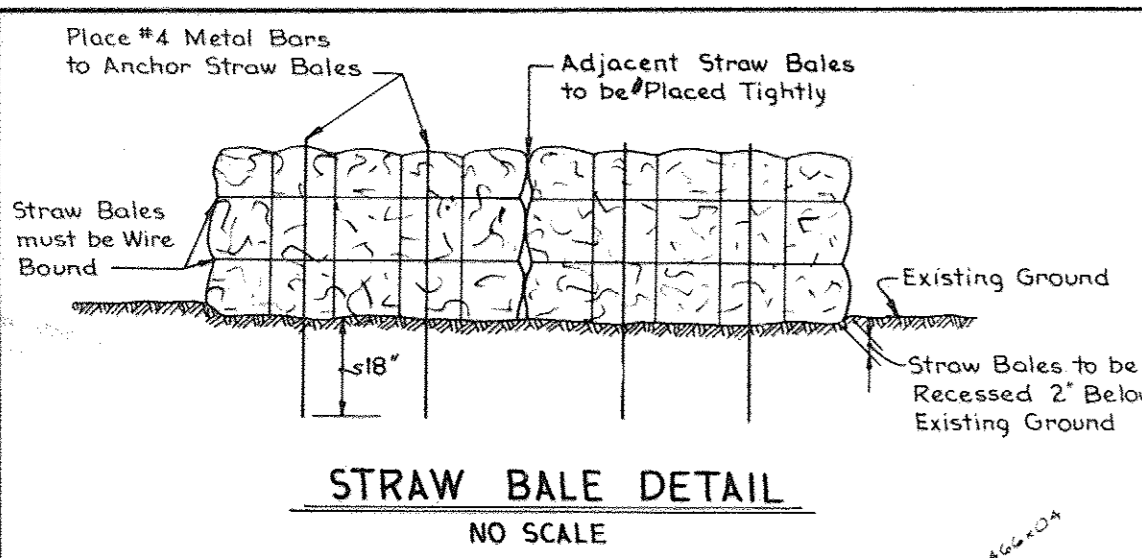 Place #4 Metal Bars
to Anchor Straw Bales
Adjacent Straw Bales
to be Placed Tightly
Straw Bales
must be Wire
Bound
Existing Ground
18"
Straw Bales to be
Recessed 2"
Existing Ground
STRAW BALE DETAIL
NO SCALE